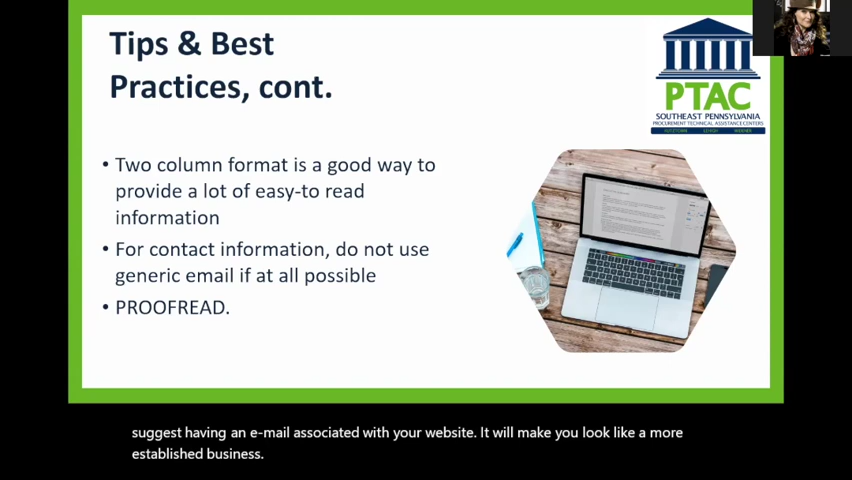 Tips & Best
Practices, cont.
PTAC
SOUTHEAST PENNSYLVANIA
PROCUREMENT TECHNICAL ASSISTANCE CENTERS
• Two column format is a good way to
provide a lot of easy-to read
information
• For contact information, do not use
generic email if at all possible
• PROOFREAD.
suggest having an e-mail associated with your website. It will make you look like a more
established business.